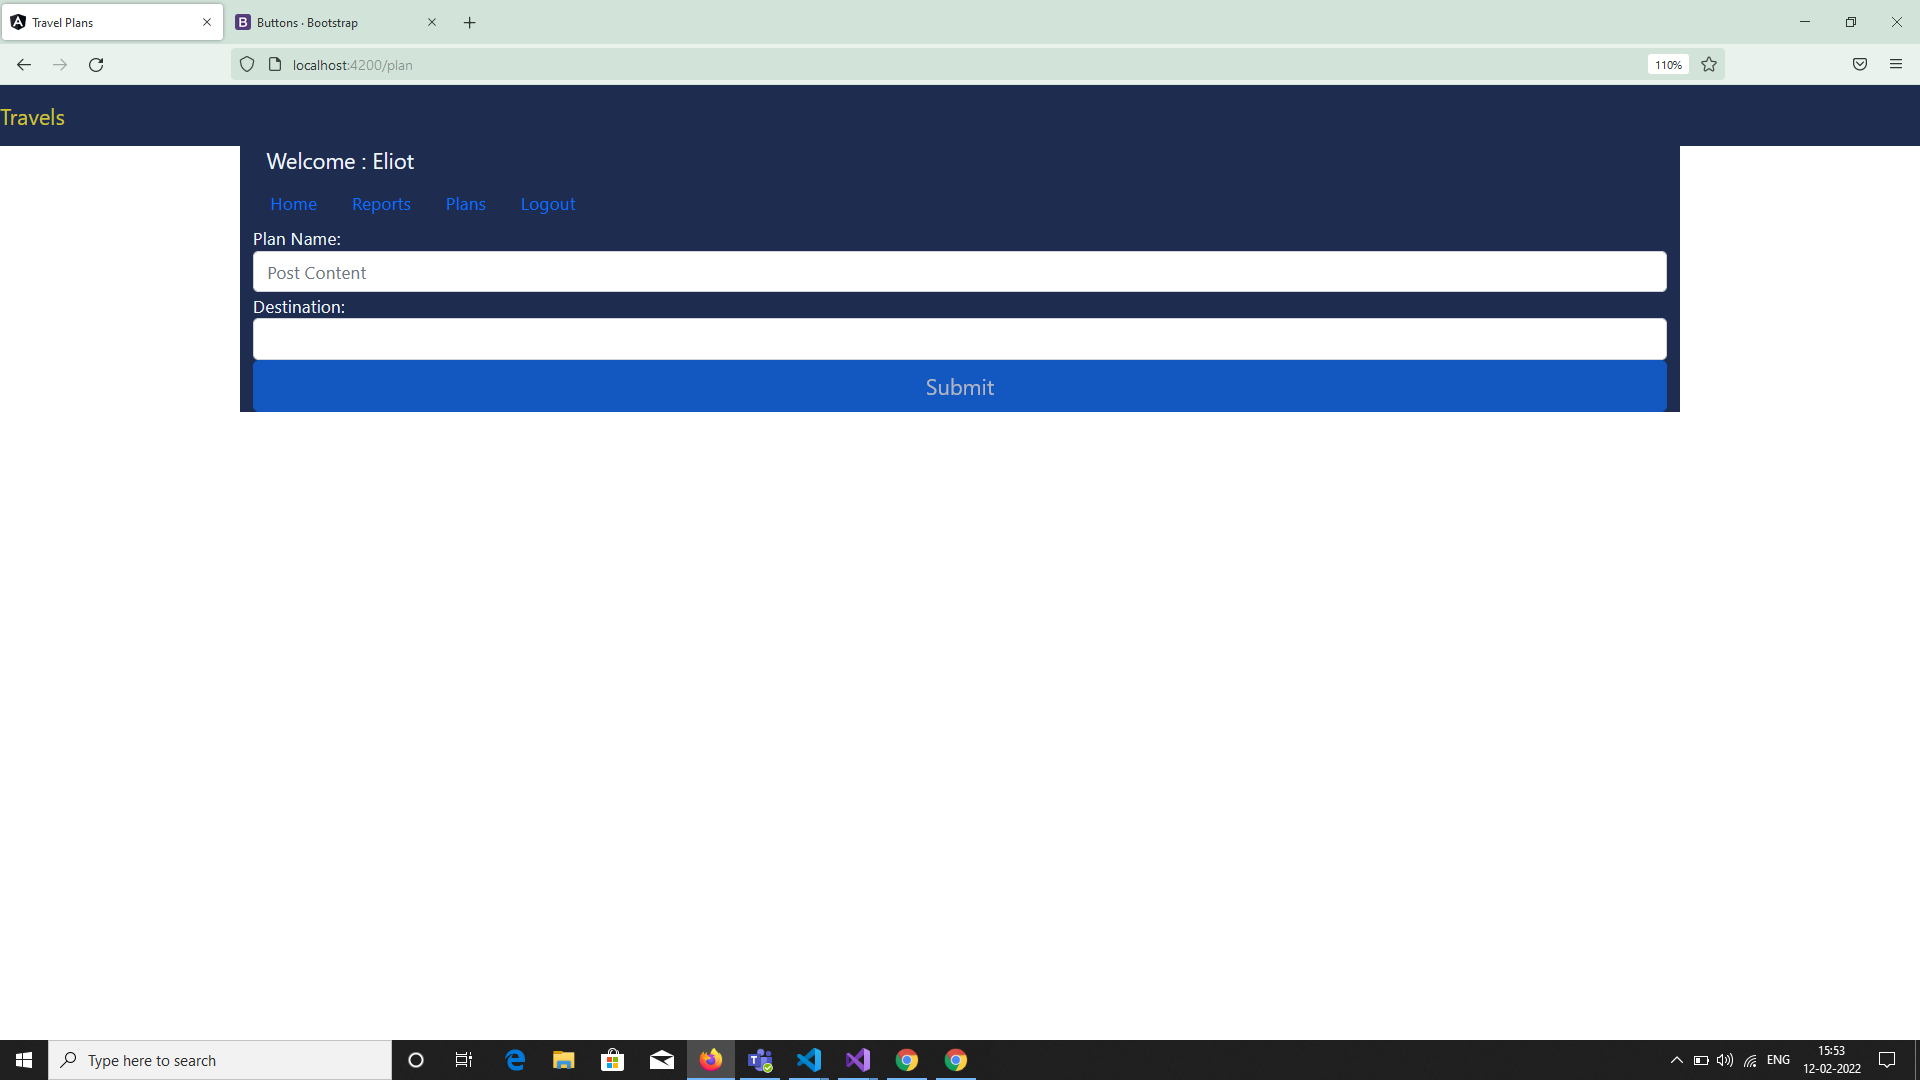 Travel Plans
Buttons · Bootstrap
localhost:4200/plan
110%
Travels
Welcome : Eliot
Home Reports Plans Logout
Plan Name:
Post Content
Destination:
Submit
Type here to search
ENG
15:53
12-02-2022